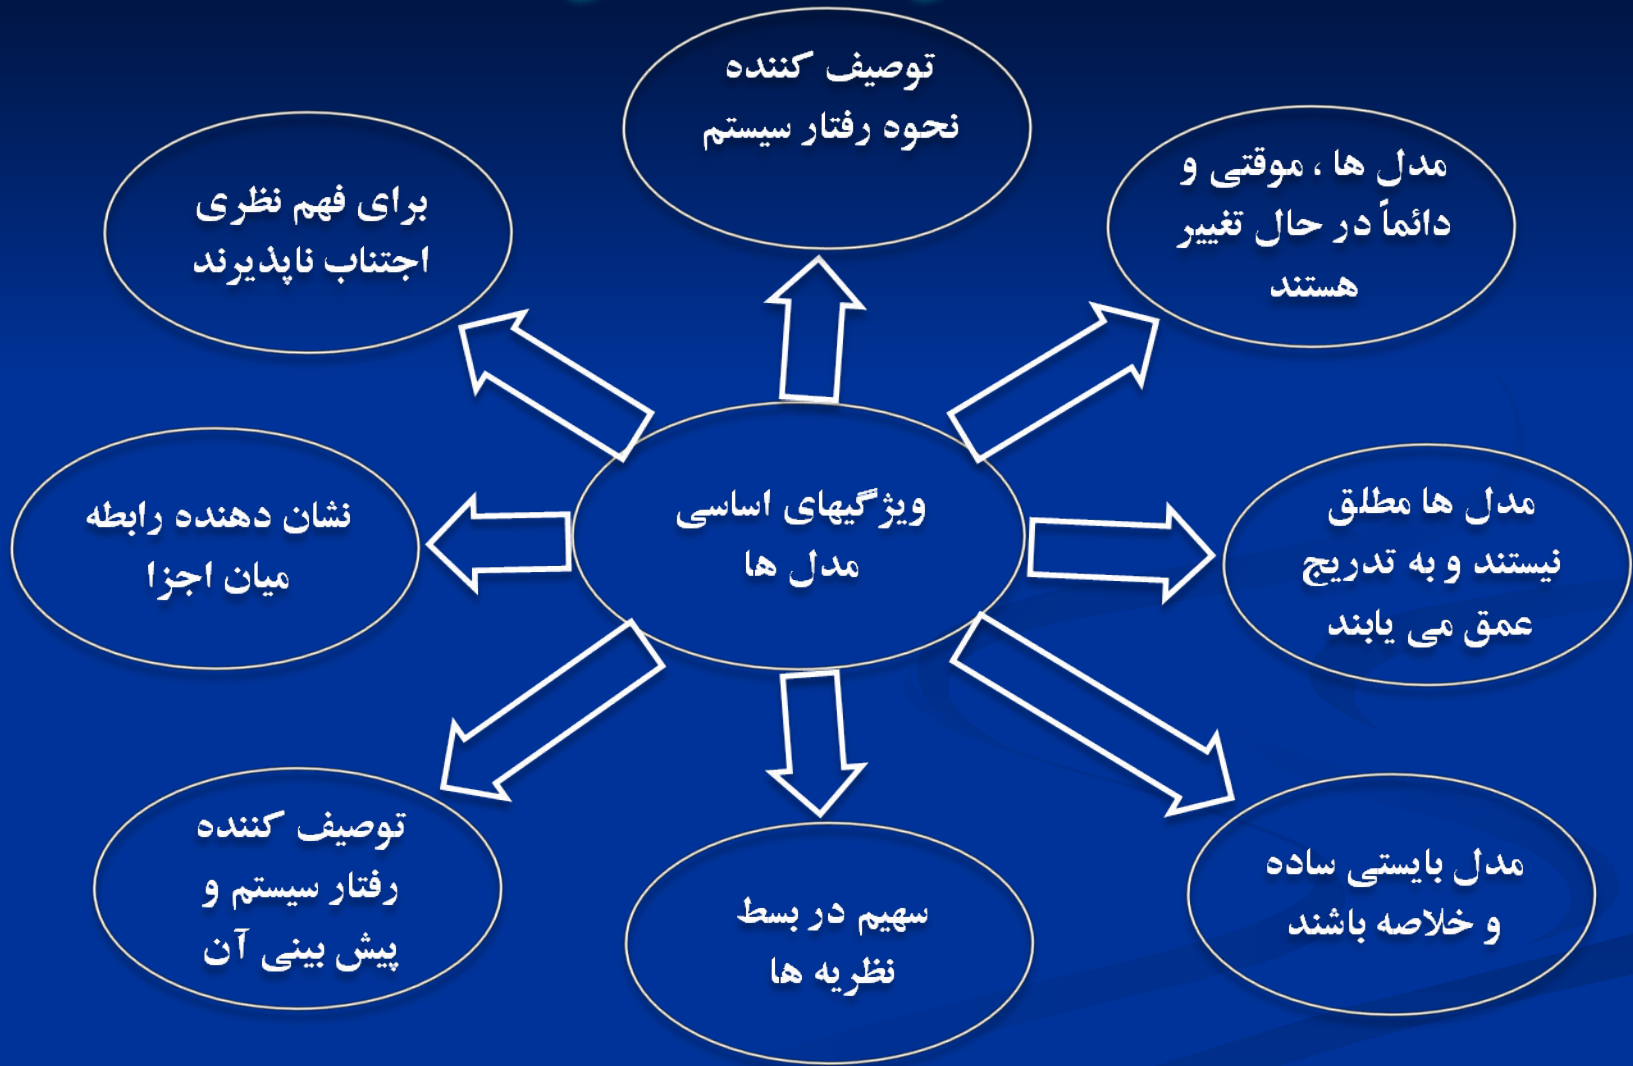 توصیف کننده
نحوه رفتار سیستم
مدل ها ، موقتی و
دائماً در حال تغییر
هستند
مدل ها مطلق
نیستند و به تدریج
عمق می یابند
مدل بایستی ساده
و خلاصه باشند
سهیم در بسط
نظریه ها
توصیف کننده
رفتار سیستم و
پیش بینی آن
نشان دهنده رابطه
میان اجزا
برای فهم نظری
اجتناب ناپذیرند
ویژگیهای اساسی
مدل ها